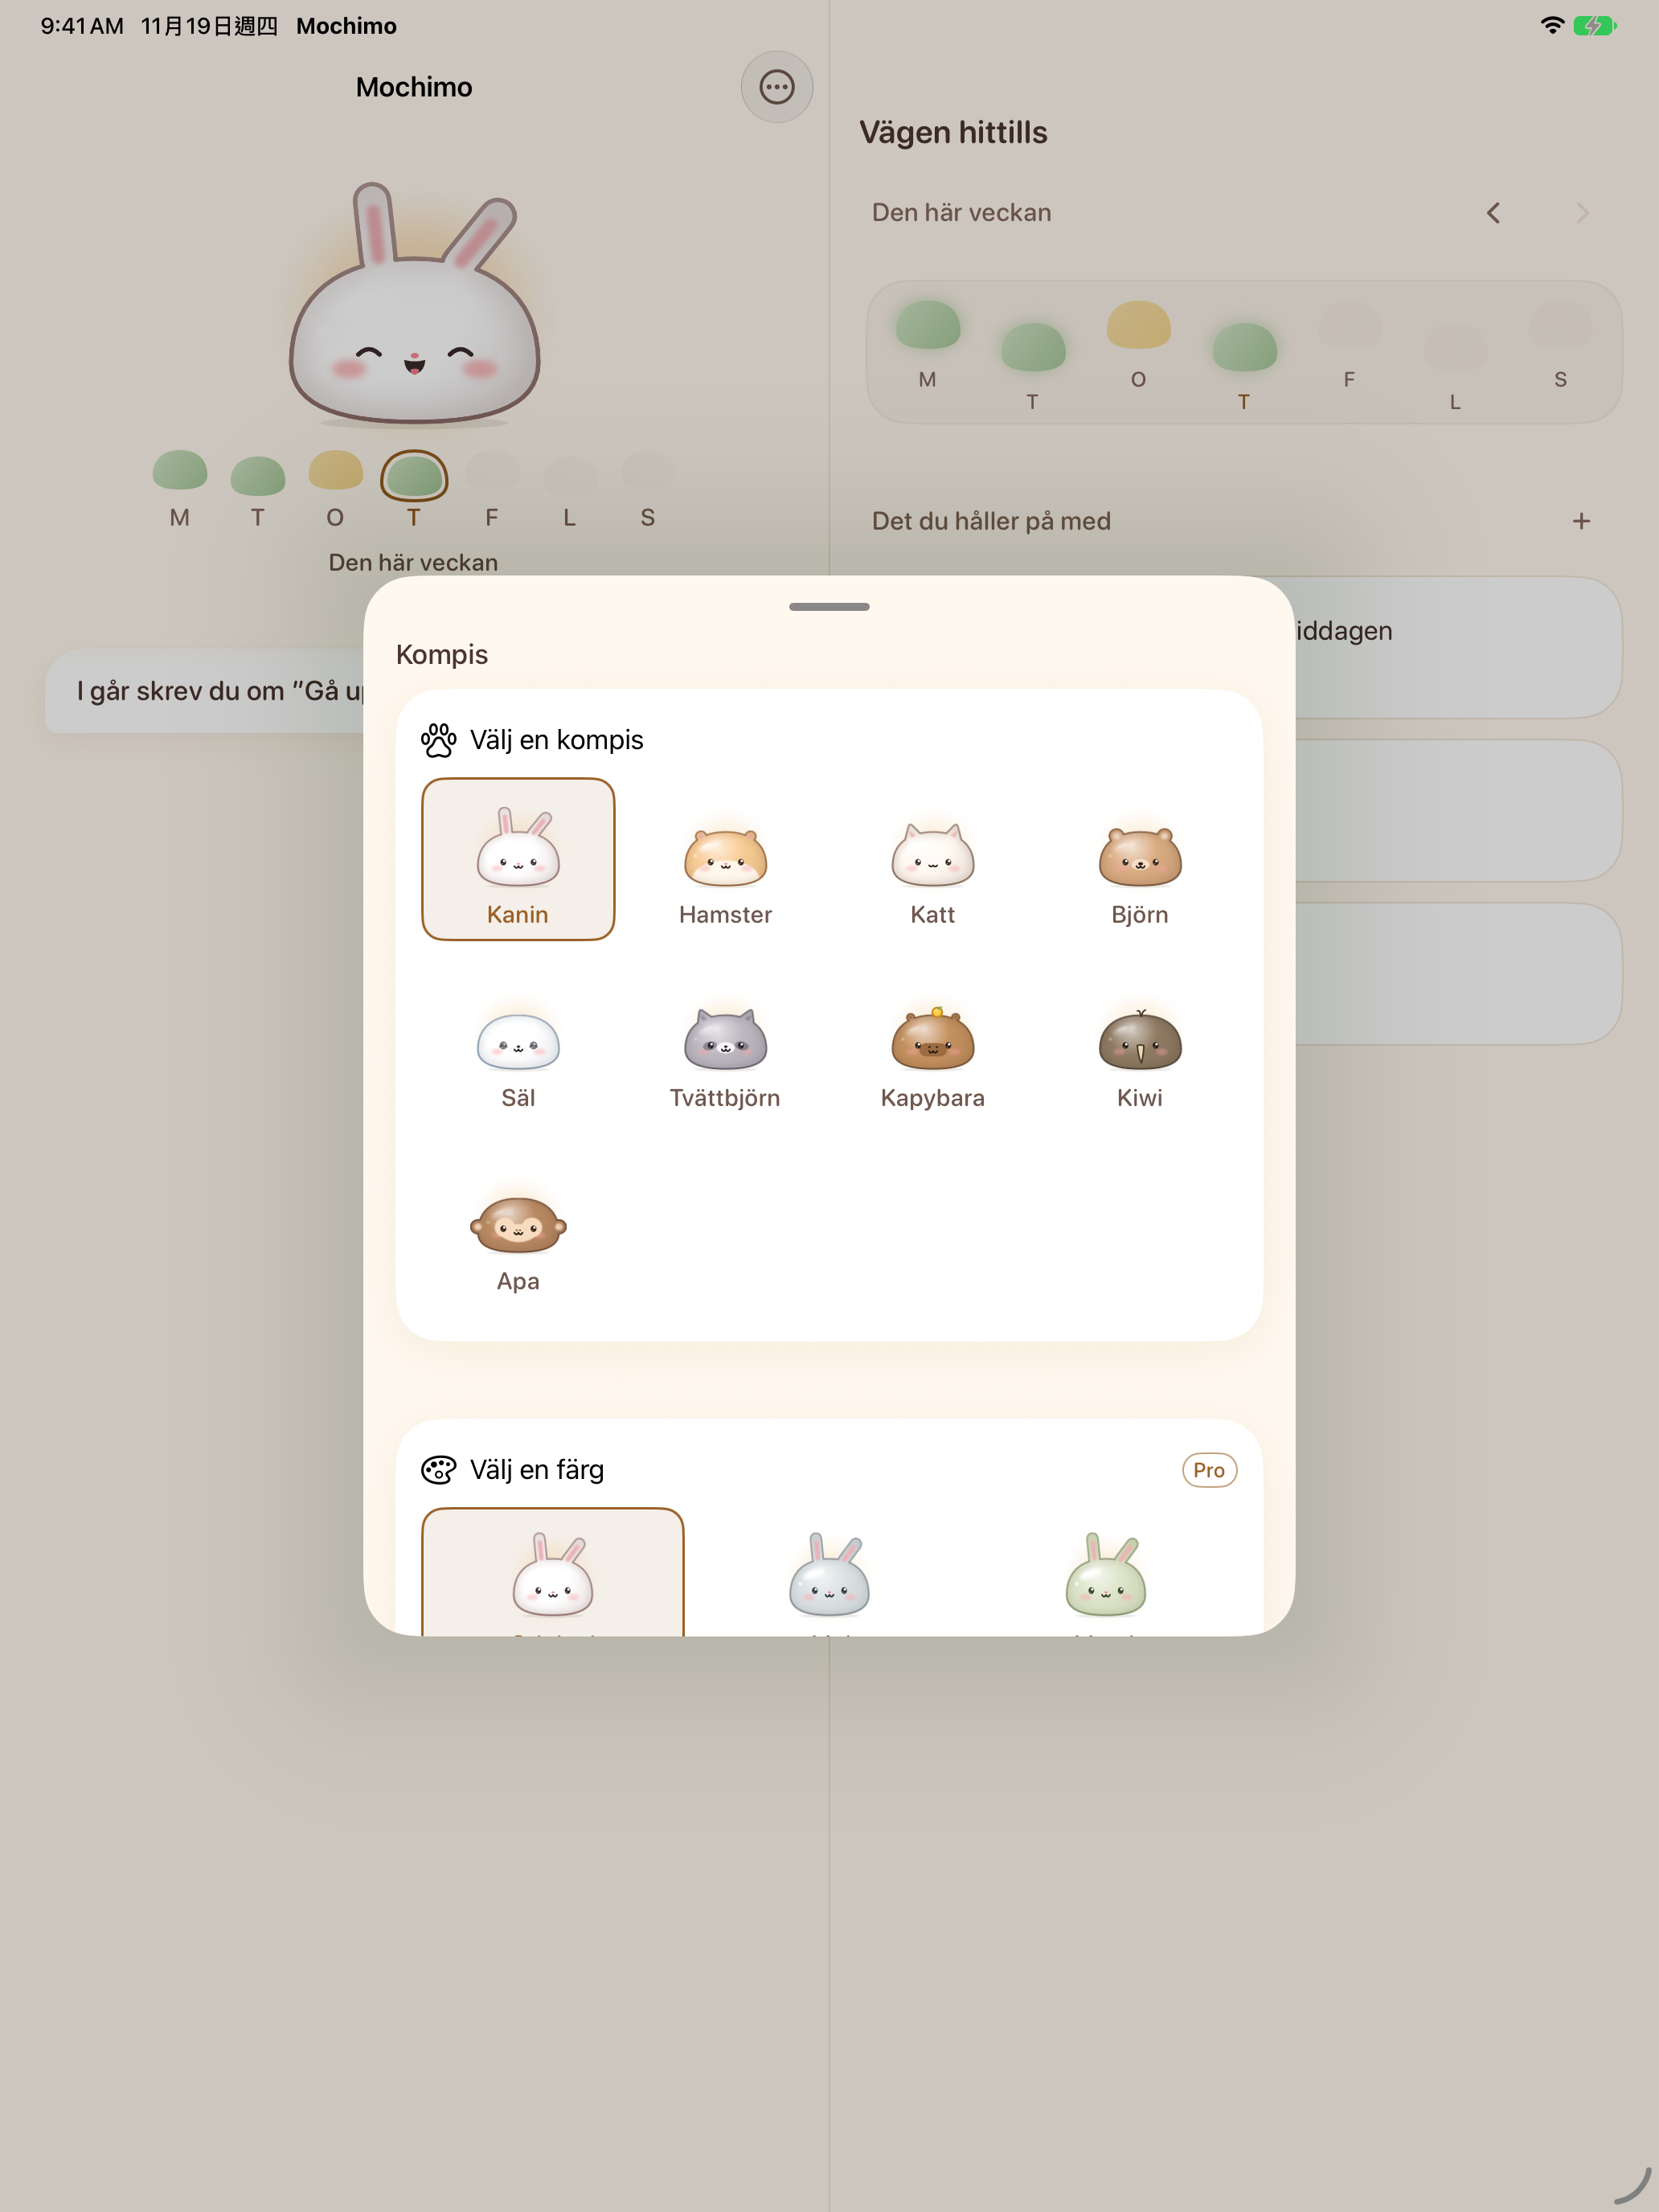 9:41 AM 11月19日週四 Mochimo
Mochimo
M T O T F L S
Den här veckan
I går skrev du om "Gå
Vägen hittills
Den här veckan
M T O T F L S
Det du håller på med
Kompis
Välj en kompis
Kanin Hamster Katt Björn
Säl Tvättbjörn Kapybara Kiwi
Apa
Välj en färg Pro